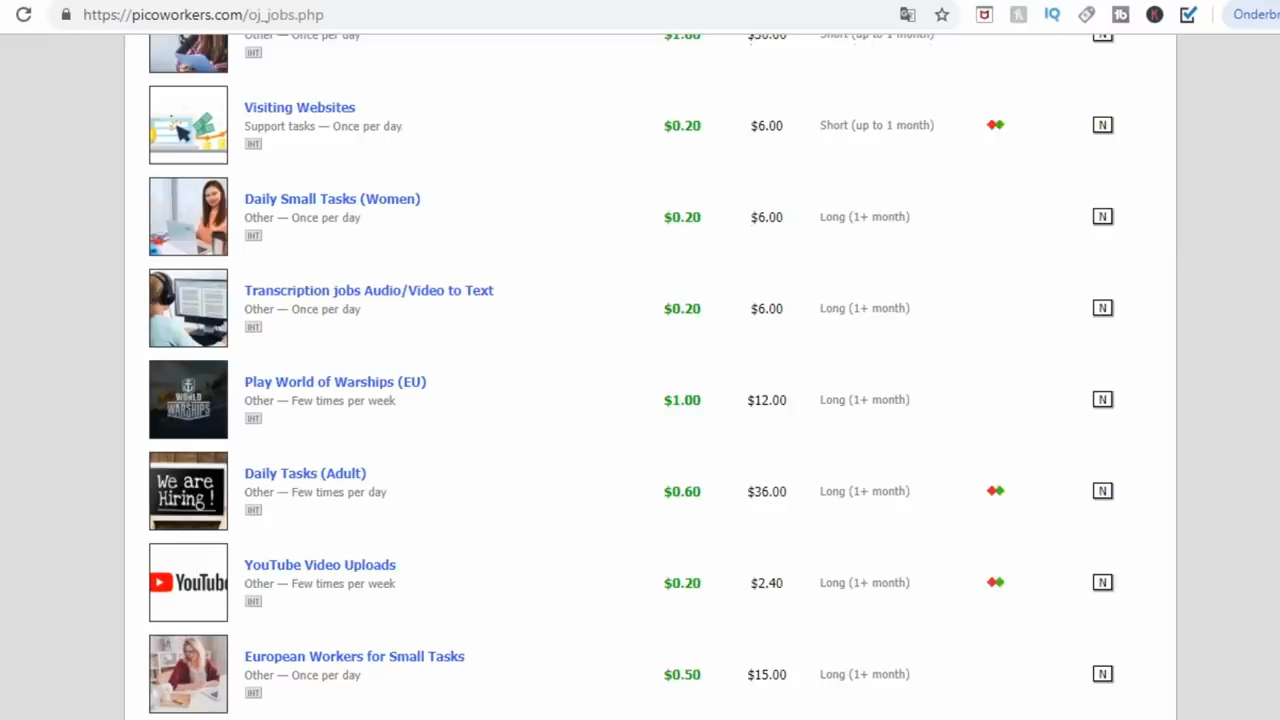 https://picoworkers.com/oj_jobs.php
Onderbr
Other — Once per day
$1.00 $30.00 Short (up to 1 month) N
INT
Visiting Websites
Support tasks — Once per day
$0.20 $6.00 Short (up to 1 month) N
INT
Daily Small Tasks (Women)
Other — Once per day
$0.20 $6.00 Long (1+ month) N
INT
Transcription jobs Audio/Video to Text
Other — Once per day
$0.20 $6.00 Long (1+ month) N
INT
WORLD
OF
WARSHIPS
Play World of Warships (EU)
Other — Few times per week
$1.00 $12.00 Long (1+ month) N
INT
We are
Hiring!
Daily Tasks (Adult)
Other — Few times per day
$0.60 $36.00 Long (1+ month) N
INT
YouTube
YouTube Video Uploads
Other — Few times per week
$0.20 $2.40 Long (1+ month) N
INT
European Workers for Small Tasks
Other — Once per day
$0.50 $15.00 Long (1+ month) N
INT